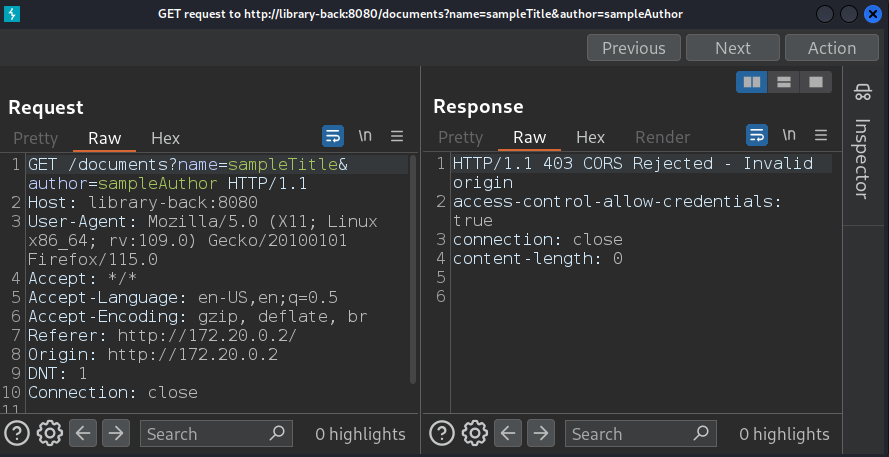 GET request to http://library-back:8080/documents?name=sampleTitle&author=sampleAuthor
Previous Next Action
Request
Pretty Raw Hex \n
1 GET /documents?name=sampleTitle&
author=sampleAuthor HTTP/1.1
2 Host: library-back:8080
3 User-Agent: Mozilla/5.0 (X11; Linux
x86_64; rv:109.0) Gecko/20100101
Firefox/115.0
4 Accept: */*
5 Accept-Language: en-US,en;q=0.5
6 Accept-Encoding: gzip, deflate, br
7 Referer: http://172.20.0.2/
8 Origin: http://172.20.0.2
9 DNT: 1
10 Connection: close
11
Search 0 highlights
Response
Pretty Raw Hex Render \n
1 HTTP/1.1 403 CORS Rejected - Invalid
origin
2 access-control-allow-credentials:
true
3 connection: close
4 content-length: 0
5
6
Search 0 highlights
Inspector